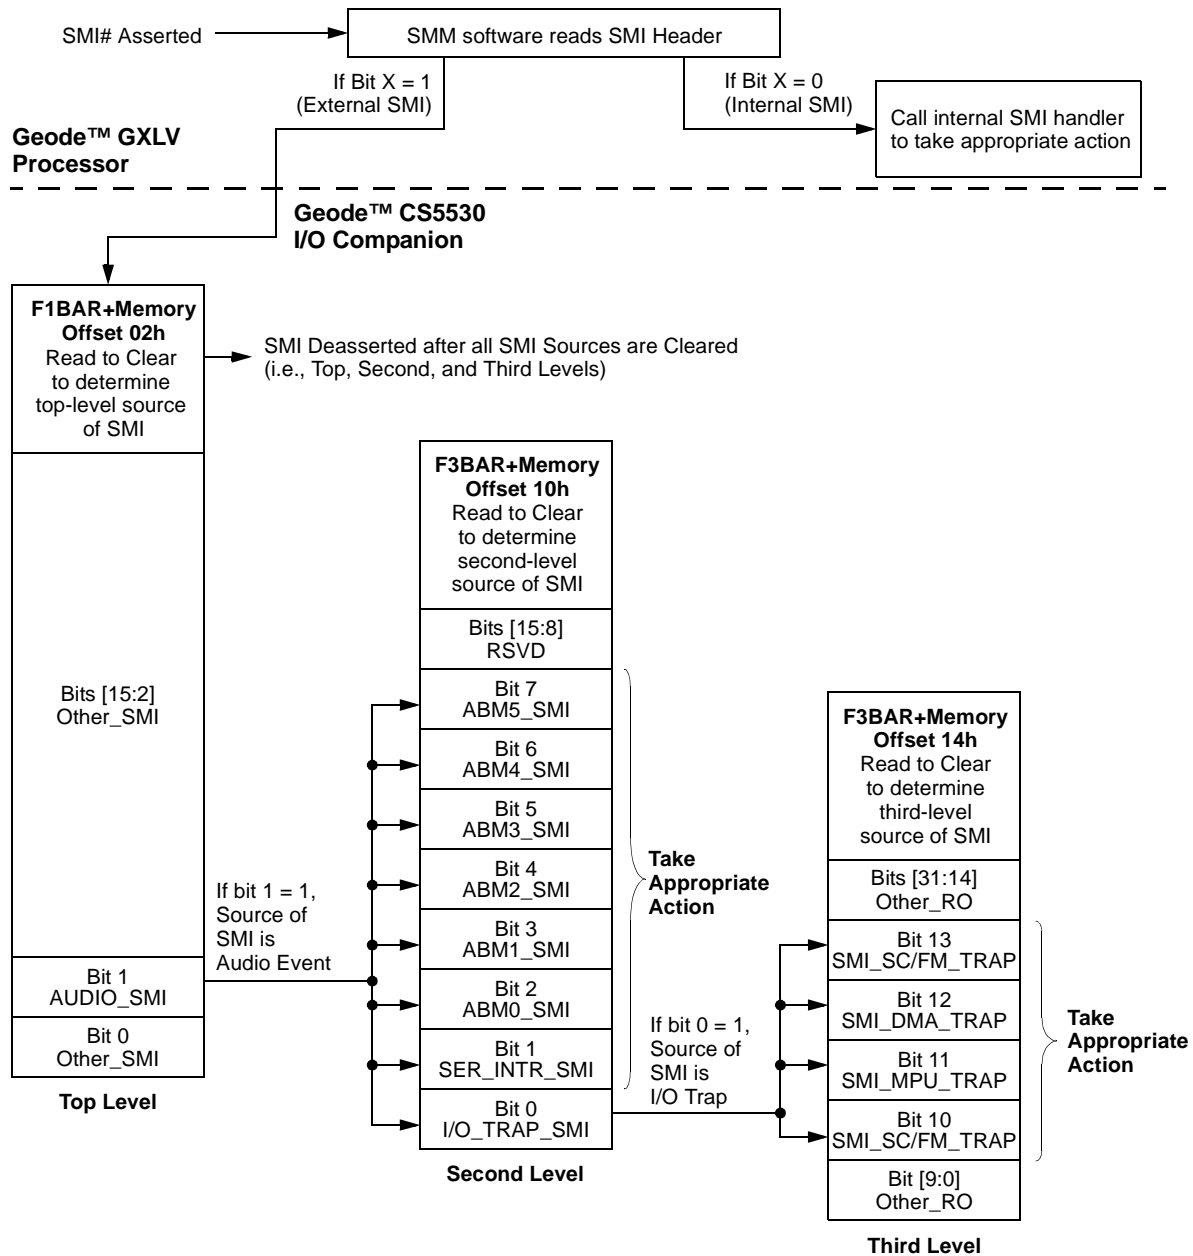 SMI# Asserted
SMM software reads SMI Header
If Bit X = 1
(External SMI)
If Bit X = 0
(Internal SMI)
Call internal SMI handler
to take appropriate action
Geode™ GXLV
Processor
Geode™ CS5530
I/O Companion
F1BAR+Memory
Offset 02h
Read to Clear
to determine
top-level source
of SMI
SMI Deasserted after all SMI Sources are Cleared
(i.e., Top, Second, and Third Levels)
Bits [15:2]
Other_SMI
Bit 1
AUDIO_SMI
Bit 0
Other_SMI
Top Level
If bit 1 = 1,
Source of
SMI is
Audio Event
F3BAR+Memory
Offset 10h
Read to Clear
to determine
second-level
source of SMI
Bits [15:8]
RSVD
Bit 7
ABM5_SMI
Bit 6
ABM4_SMI
Bit 5
ABM3_SMI
Bit 4
ABM2_SMI
Bit 3
ABM1_SMI
Bit 2
ABM0_SMI
Bit 1
SER_INTR_SMI
Bit 0
I/O_TRAP_SMI
Second Level
Take
Appropriate
Action
If bit 0 = 1,
Source of
SMI is
I/O Trap
F3BAR+Memory
Offset 14h
Read to Clear
to determine
third-level
source of SMI
Bits [31:14]
Other_RO
Bit 13
SMI_SC/FM_TRAP
Bit 12
SMI_DMA_TRAP
Bit 11
SMI_MPU_TRAP
Bit 10
SMI_SC/FM_TRAP
Bit [9:0]
Other_RO
Third Level
Take
Appropriate
Action